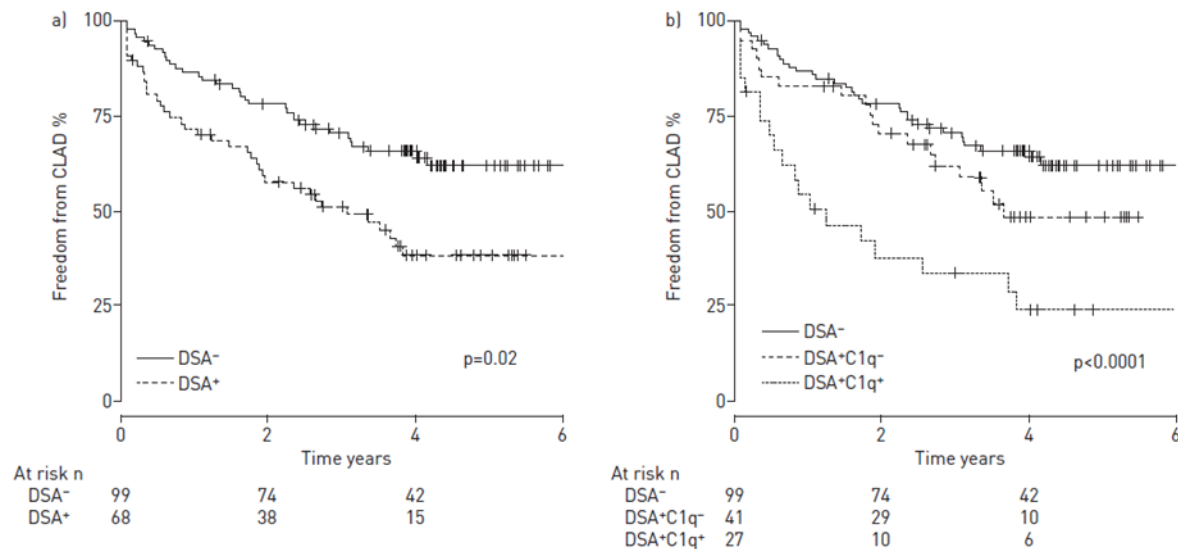 a)
100
75
50
25
0
Freedom from CLAD %
DSA⁻
DSA⁺
p=0.02
0 2 4 6
Time years
At risk n
DSA⁻ 99 74 42
DSA⁺ 68 38 15
b)
100
75
50
25
0
Freedom from CLAD %
DSA⁻
DSA⁺C1q⁻
DSA⁺C1q⁺
p<0.0001
0 2 4 6
Time years
At risk n
DSA⁻ 99 74 42
DSA⁺C1q⁻ 41 29 10
DSA⁺C1q⁺ 27 10 6